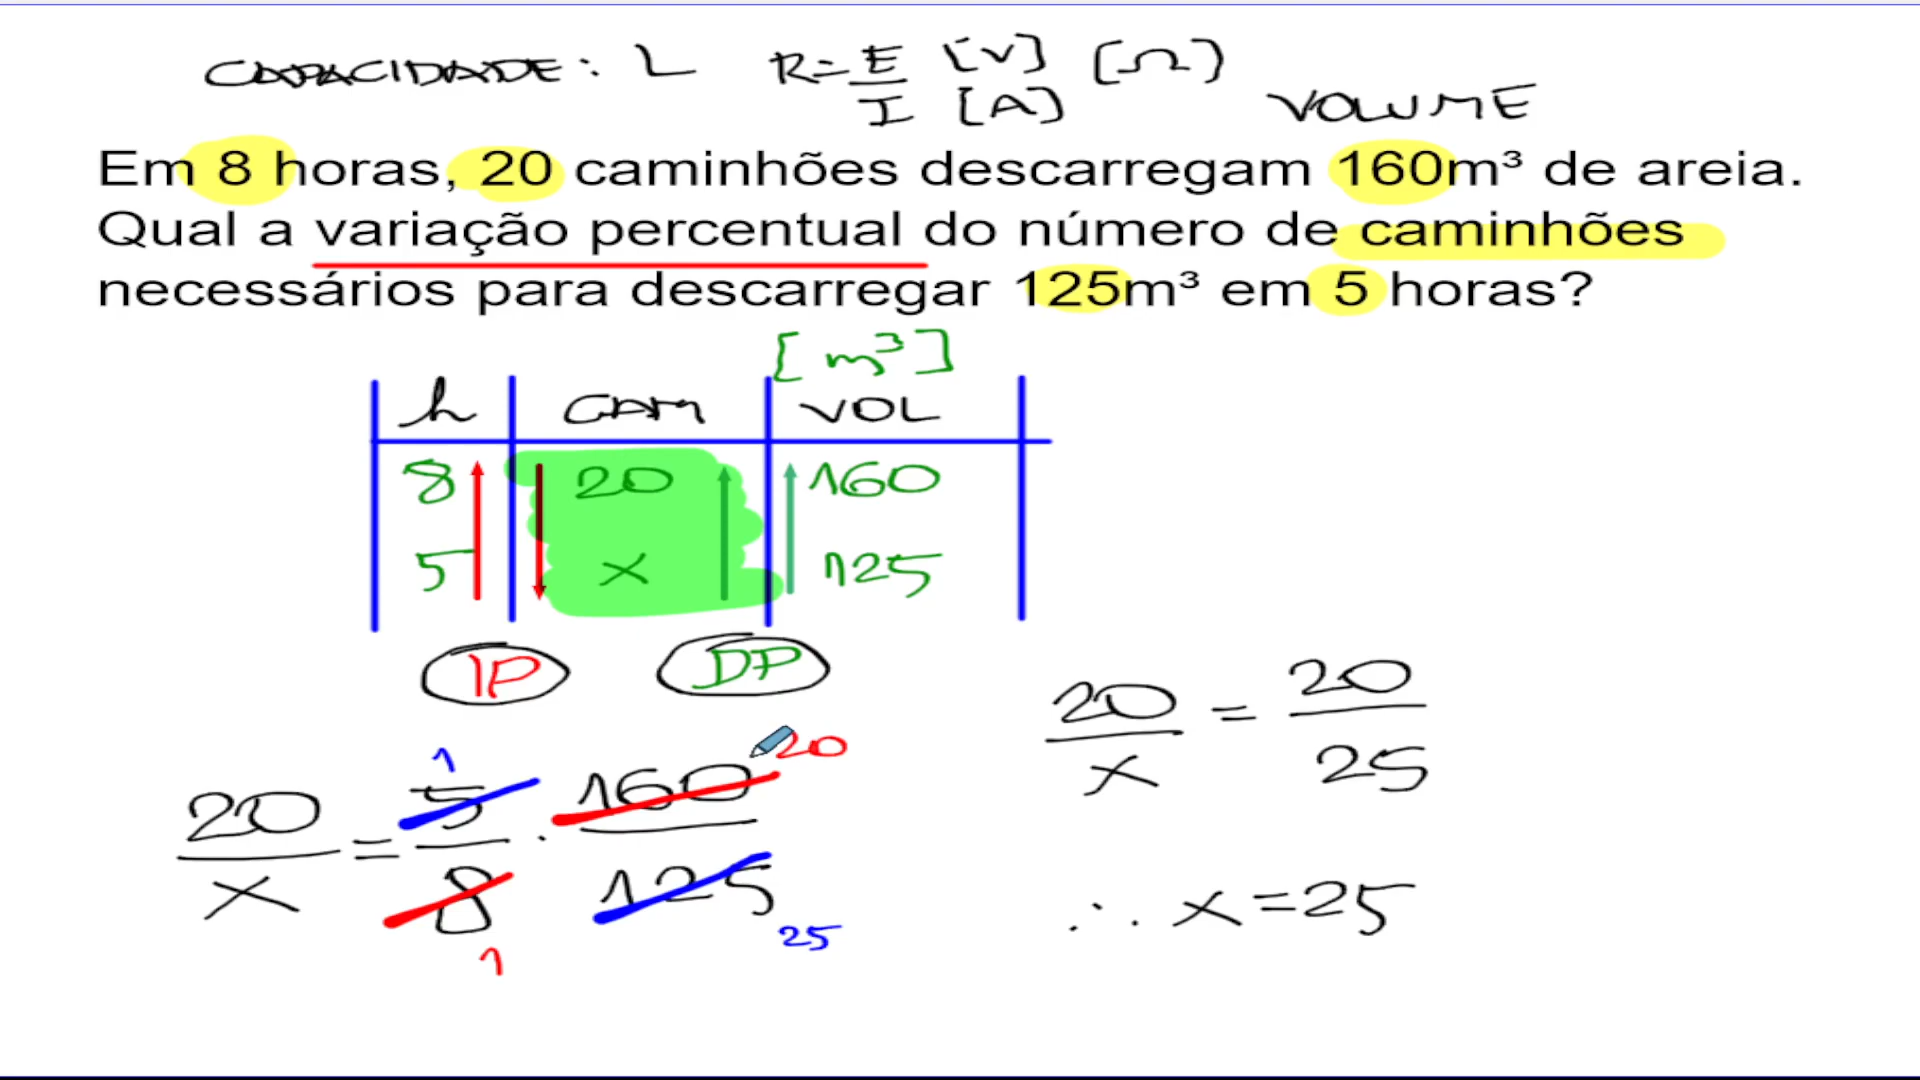 CAPACIDADE: L R=E/I [V] [A] [Ω] VOLUME
Em 8 horas, 20 caminhões descarregam 160m³ de areia.
Qual a variação percentual do número de caminhões
necessários para descarregar 125m³ em 5 horas?
[m³]
h CAM VOL
8 20 160
5 x 125
IP DP
20/x = 5/8 · 160/125
1 20
1 25
20/x = 20/25
∴ x=25